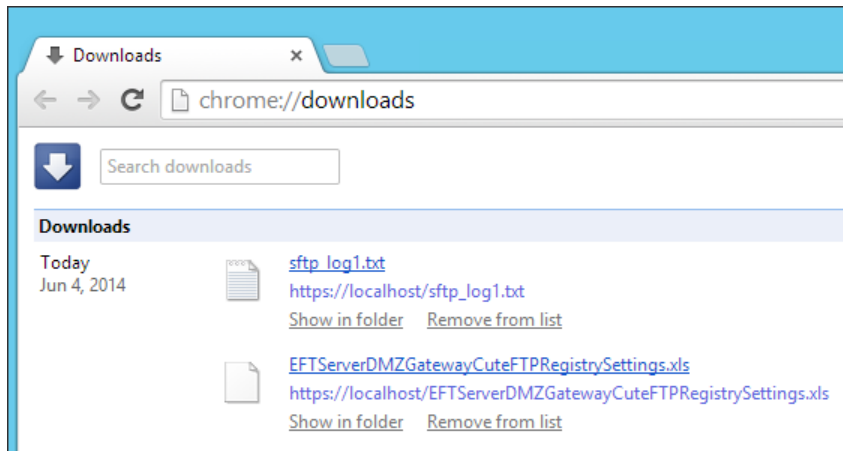 Downloads
chrome://downloads
Search downloads
Downloads
Today
Jun 4, 2014
sftp_log1.txt
https://localhost/sftp_log1.txt
Show in folder Remove from list
EFTServerDMZGatewayCuteFTPRegistrySettings.xls
https://localhost/EFTServerDMZGatewayCuteFTPRegistrySettings.xls
Show in folder Remove from list